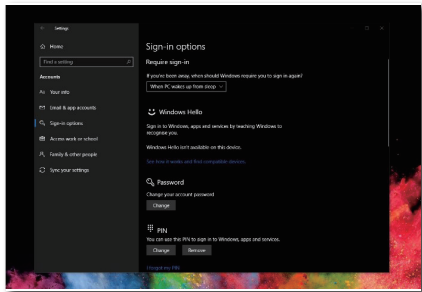 Settings
Home
Find a setting
Accounts
Your info
Email & app accounts
Sign-in options
Access work or school
Family & other people
Sync your settings
Sign-in options
Require sign-in
If you've been away, when should Windows require you to sign in again?
When PC wakes up from sleep
Windows Hello
Sign in to Windows, apps and services by teaching Windows to
recognise you.
Windows Hello isn't available on this device.
See how it works and find compatible devices.
Password
Change your account password
Change
PIN
You can use this PIN to sign in to Windows, apps and services.
Change Remove
I forgot my PIN